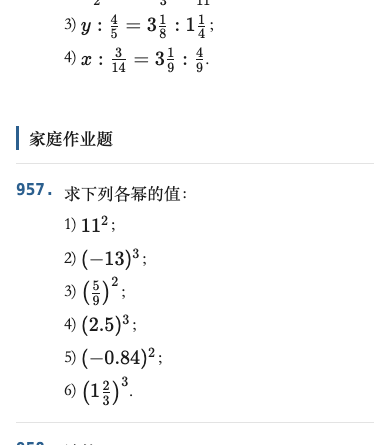 3) y : 4/5 = 3 1/8 : 1 1/4;
4) x : 3/14 = 3 1/9 : 4/9.
家庭作业题
957. 求下列各幂的值：
1) 11²;
2) (−13)³;
3) (5/9)²;
4) (2.5)³;
5) (−0.84)²;
6) (1 2/3)³.